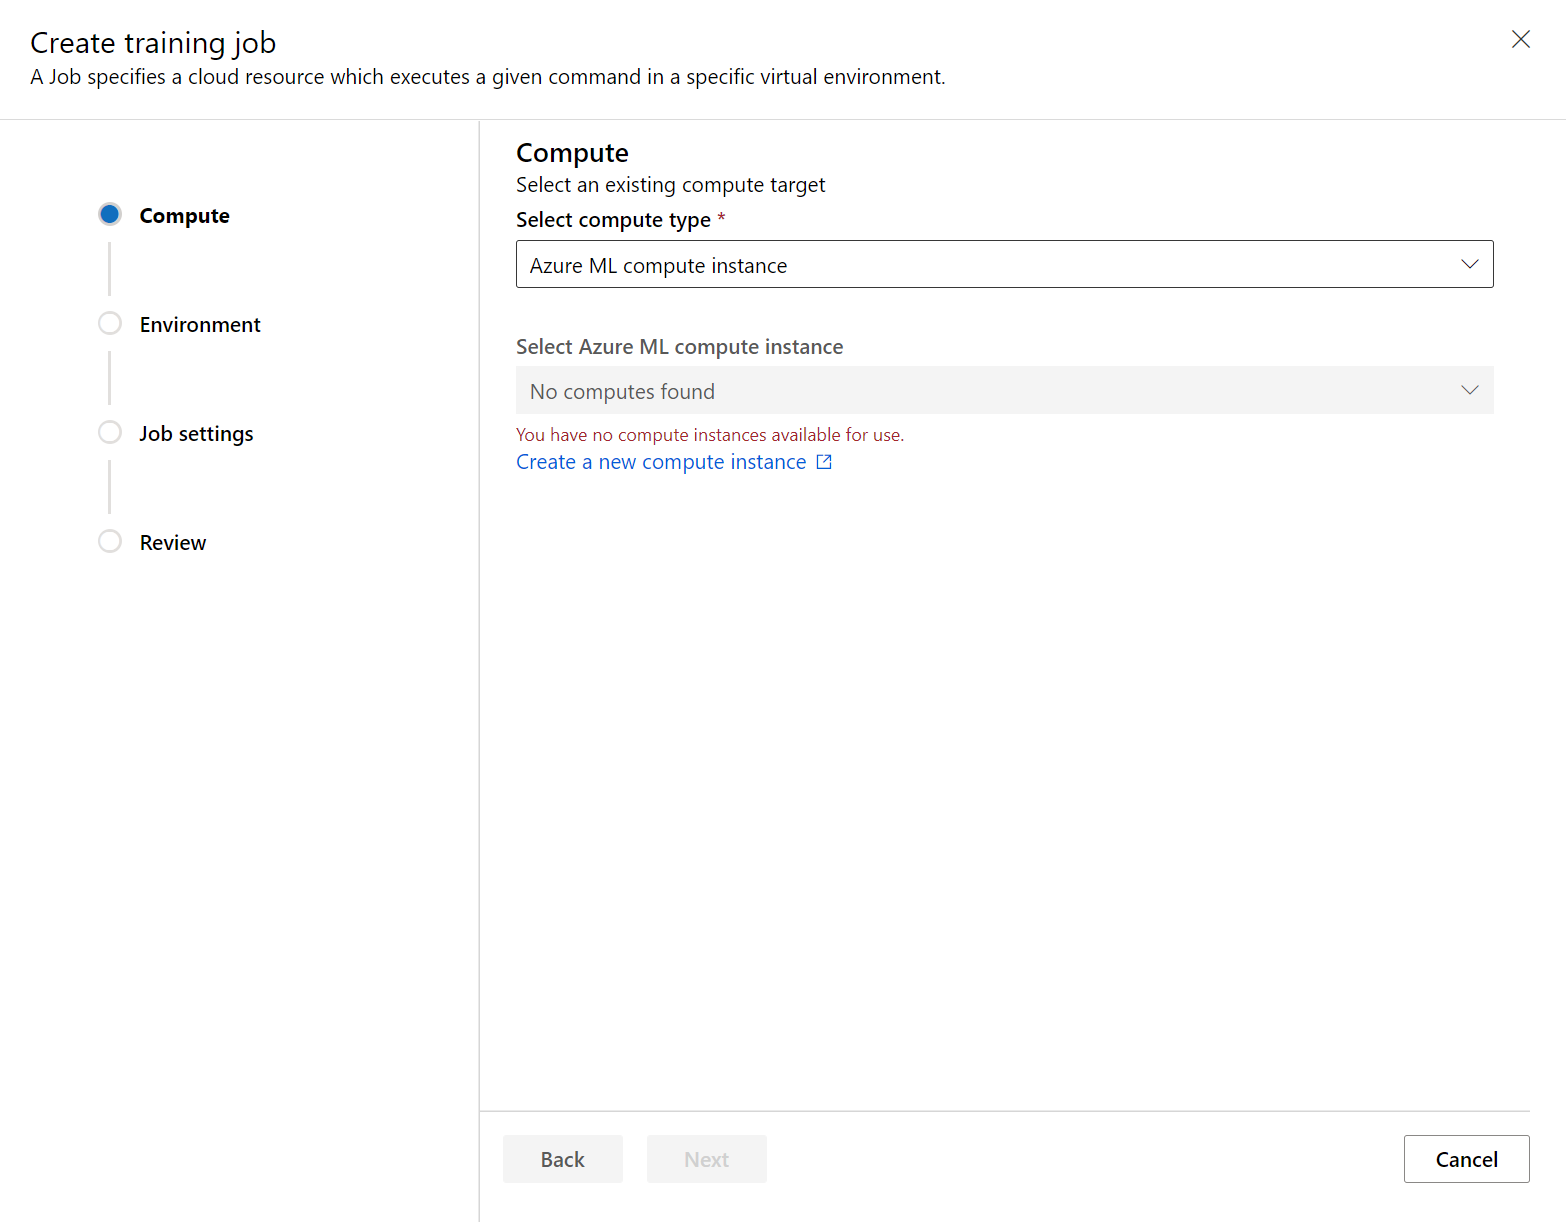 Create training job
A Job specifies a cloud resource which executes a given command in a specific virtual environment.
Compute
Environment
Job settings
Review
Compute
Select an existing compute target
Select compute type *
Azure ML compute instance
Select Azure ML compute instance
No computes found
You have no compute instances available for use.
Create a new compute instance
Back
Next
Cancel